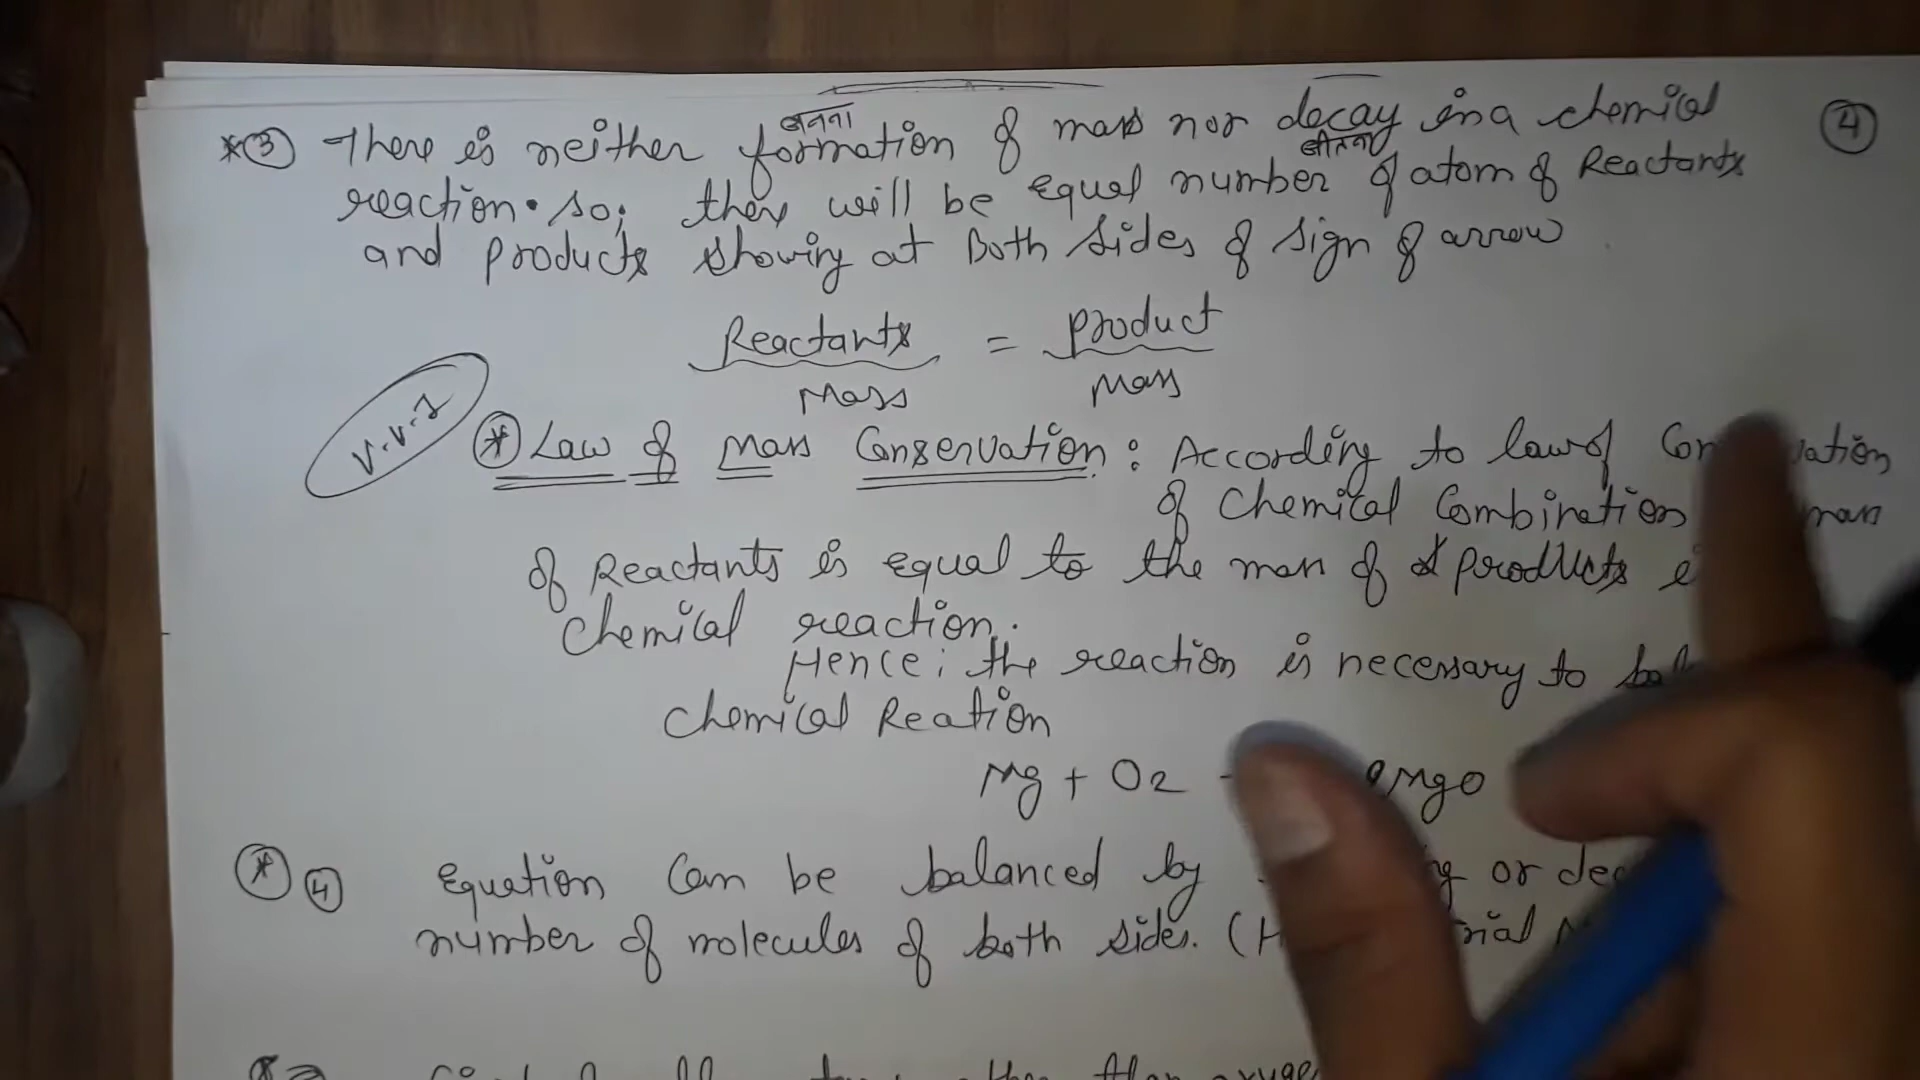 *③ There is neither formation of mass nor decay in a chemical
बनना
④
reaction. so; there will be equal number of atom of Reactants
and products showing at Both sides of sign of arrow
Reactants = product
Mass Mass
V.V.I
* Law of Mass Conservation : According to law of
of Chemical Combination mass
of Reactants is equal to the mass of products
Chemical reaction.
Hence; the reaction is necessary to
Chemical Reation
Mg + O2 MgO
* ④ Equation Can be balanced by or
number of molecules of both sides. (